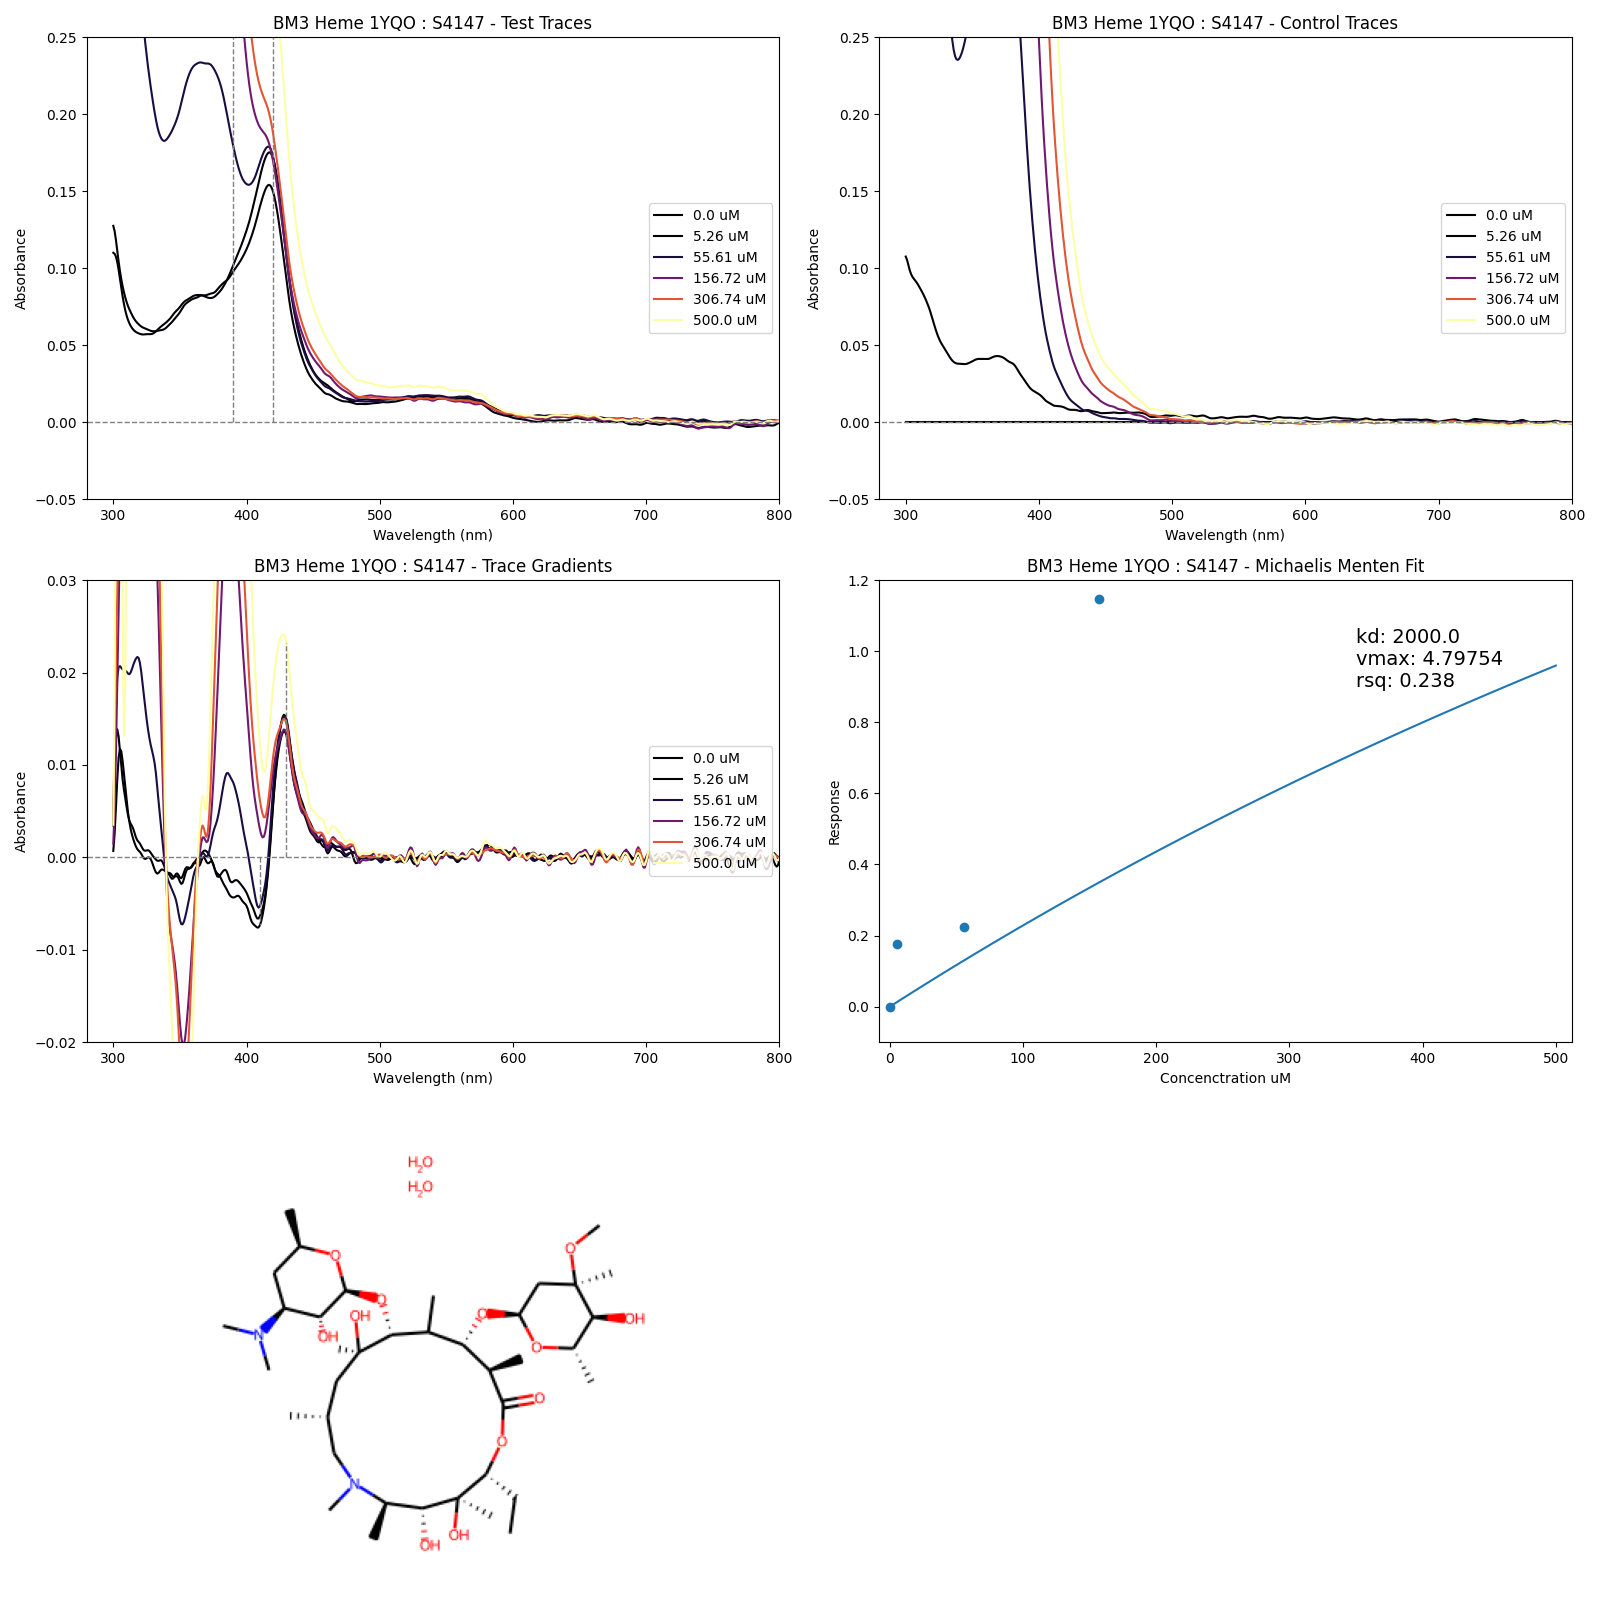 BM3 Heme 1YQO : S4147 - Test Traces
0.25
0.20
0.15
0.10
0.05
0.00
−0.05
Absorbance
300 400 500 600 700 800
Wavelength (nm)
0.0 uM
5.26 uM
55.61 uM
156.72 uM
306.74 uM
500.0 uM
BM3 Heme 1YQO : S4147 - Control Traces
0.25
0.20
0.15
0.10
0.05
0.00
−0.05
Absorbance
300 400 500 600 700 800
Wavelength (nm)
0.0 uM
5.26 uM
55.61 uM
156.72 uM
306.74 uM
500.0 uM
BM3 Heme 1YQO : S4147 - Trace Gradients
0.03
0.02
0.01
0.00
−0.01
−0.02
Absorbance
300 400 500 600 700 800
Wavelength (nm)
0.0 uM
5.26 uM
55.61 uM
156.72 uM
306.74 uM
500.0 uM
BM3 Heme 1YQO : S4147 - Michaelis Menten Fit
1.2
1.0
0.8
0.6
0.4
0.2
0.0
Response
kd: 2000.0
vmax: 4.79754
rsq: 0.238
0 100 200 300 400 500
Concenctration uM
H2O
H2O
O
O
O
OH
O
OH
N
OH
O
OH
O
O
O
N
OH
OH